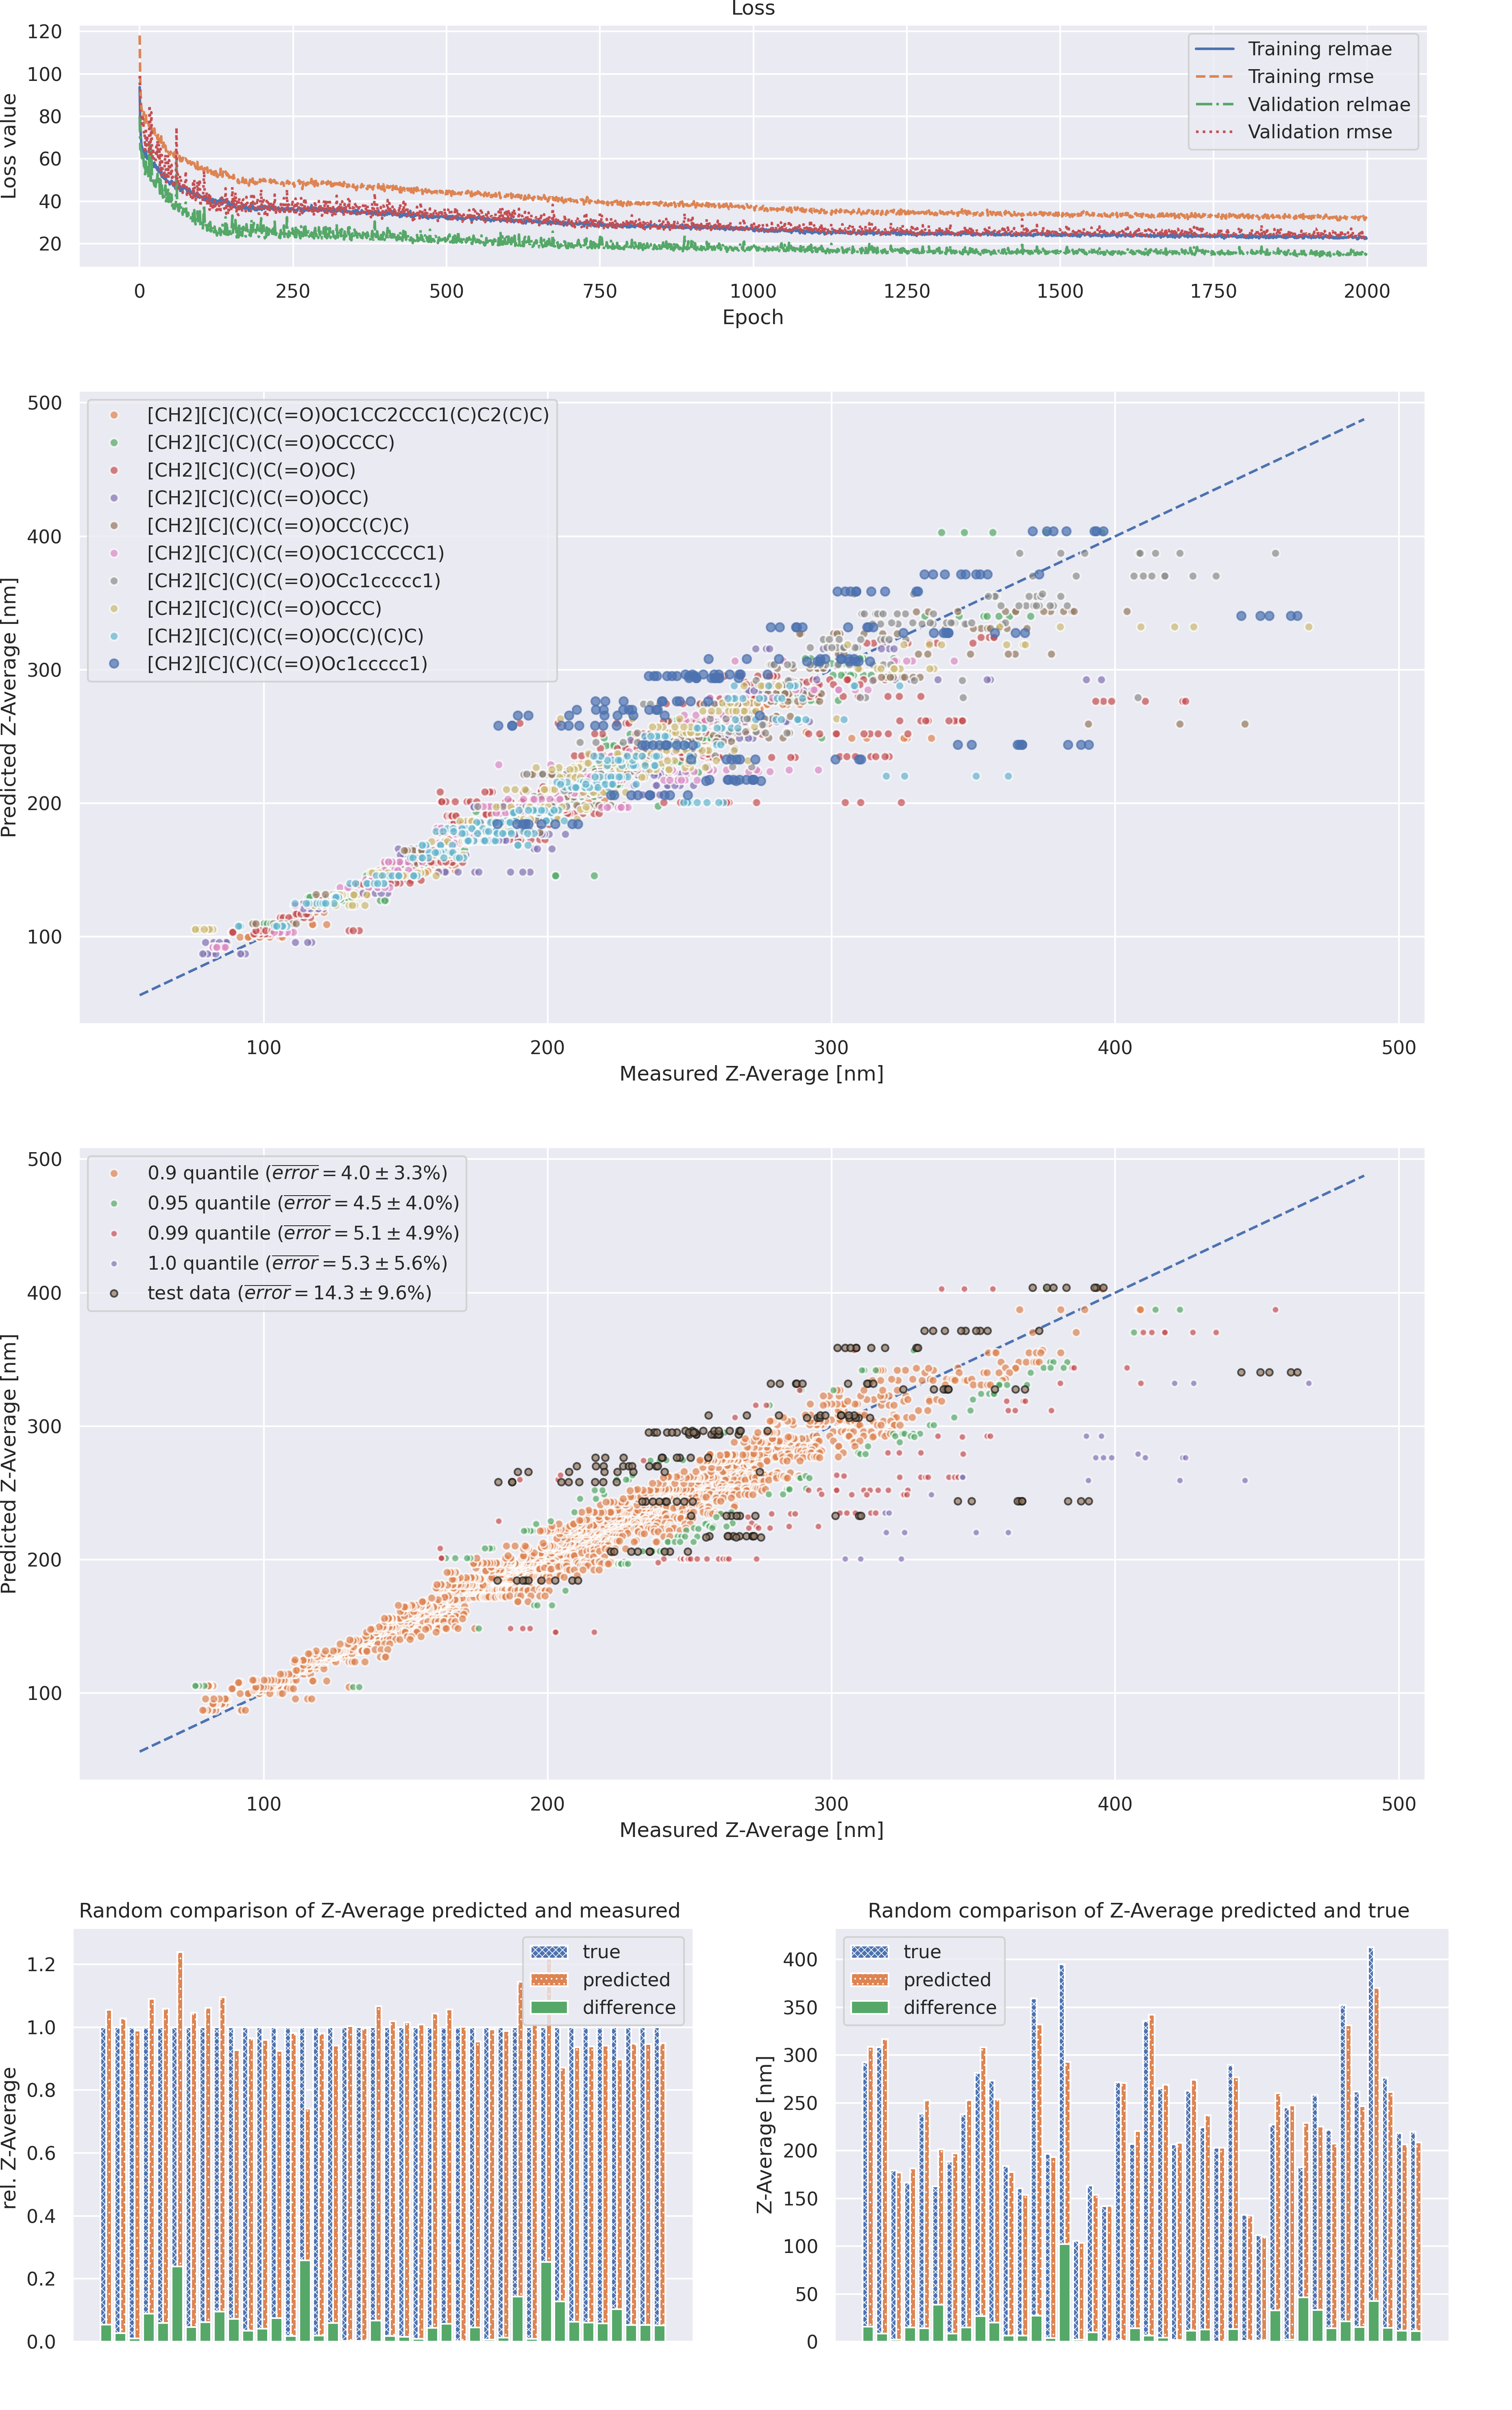 Loss
120
100
80
60
40
20
Loss value
Training relmae
Training rmse
Validation relmae
Validation rmse
0 250 500 750 1000 1250 1500 1750 2000
Epoch
500
400
300
200
100
Predicted Z-Average [nm]
[CH2][C](C)(C(=O)OC1CC2CCC1(C)C2(C)C)
[CH2][C](C)(C(=O)OCCCC)
[CH2][C](C)(C(=O)OC)
[CH2][C](C)(C(=O)OCC)
[CH2][C](C)(C(=O)OCC(C)C)
[CH2][C](C)(C(=O)OC1CCCCC1)
[CH2][C](C)(C(=O)OCc1ccccc1)
[CH2][C](C)(C(=O)OCCC)
[CH2][C](C)(C(=O)OC(C)(C)C)
[CH2][C](C)(C(=O)Oc1ccccc1)
100 200 300 400 500
Measured Z-Average [nm]
500
400
300
200
100
Predicted Z-Average [nm]
0.9 quantile (error = 4.0 ± 3.3%)
0.95 quantile (error = 4.5 ± 4.0%)
0.99 quantile (error = 5.1 ± 4.9%)
1.0 quantile (error = 5.3 ± 5.6%)
test data (error = 14.3 ± 9.6%)
100 200 300 400 500
Measured Z-Average [nm]
Random comparison of Z-Average predicted and measured
1.2
1.0
0.8
0.6
0.4
0.2
0.0
rel. Z-Average
true
predicted
difference
Random comparison of Z-Average predicted and true
400
350
300
250
200
150
100
50
0
Z-Average [nm]
true
predicted
difference